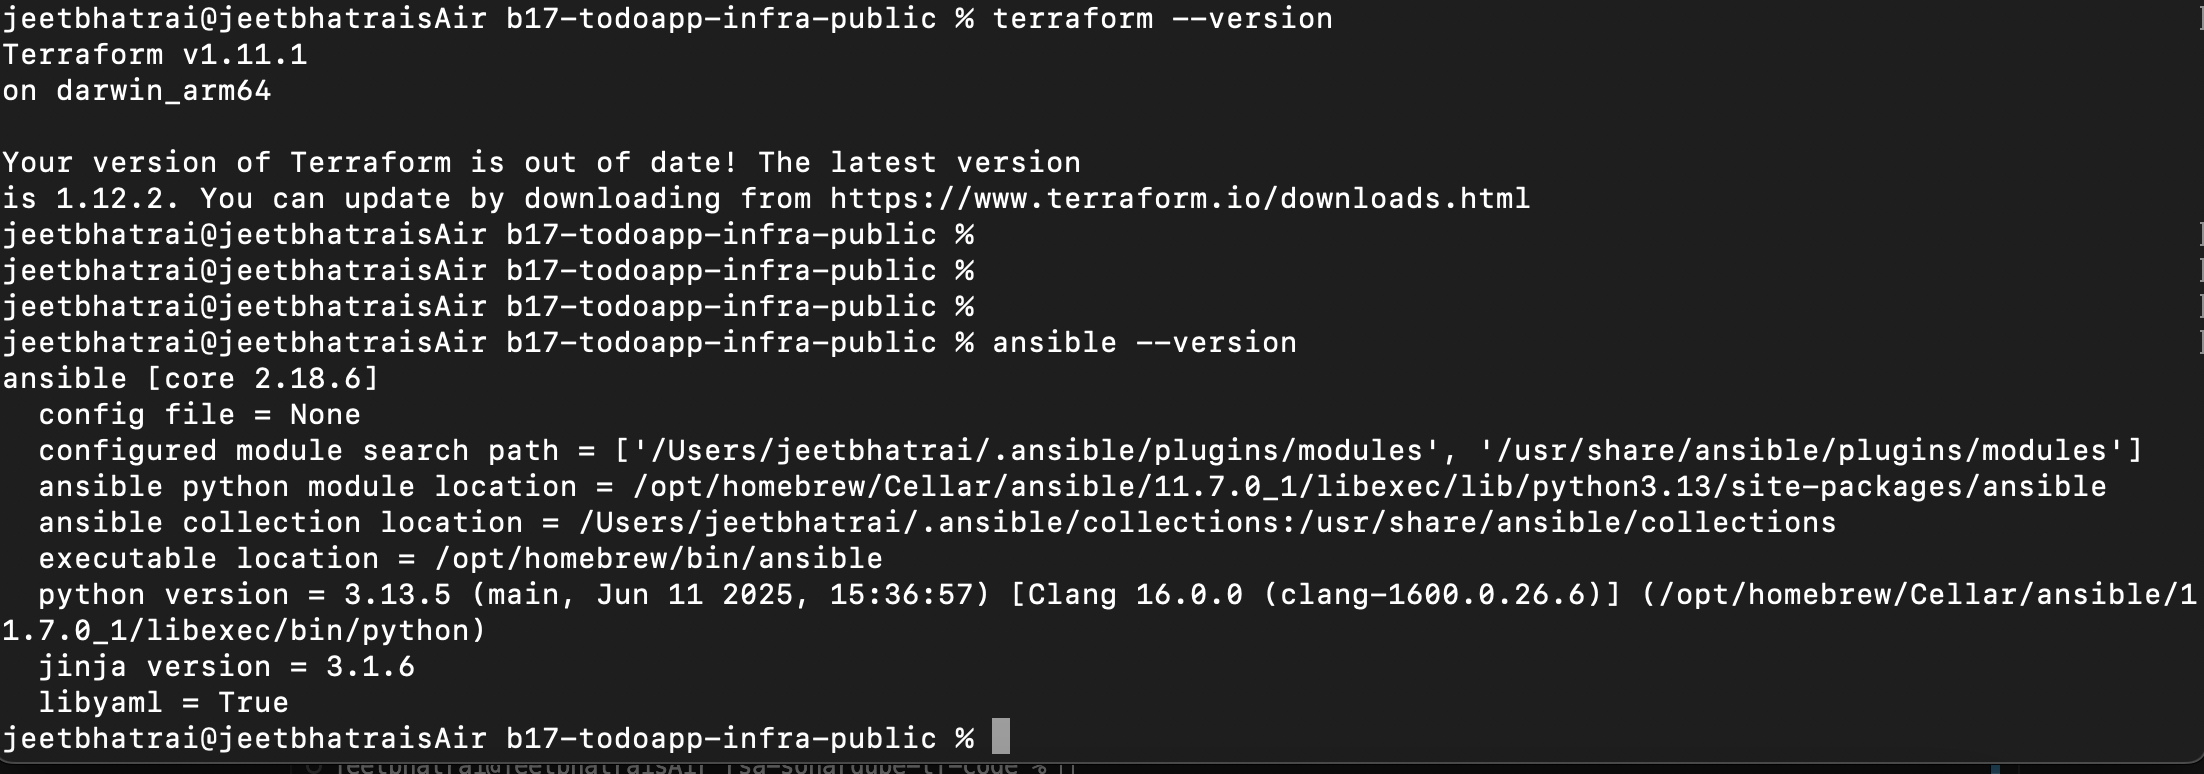 jeetbhatrai@jeetbhatraisAir b17-todoapp-infra-public % terraform --version
Terraform v1.11.1
on darwin_arm64
Your version of Terraform is out of date! The latest version
is 1.12.2. You can update by downloading from https://www.terraform.io/downloads.html
jeetbhatrai@jeetbhatraisAir b17-todoapp-infra-public %
jeetbhatrai@jeetbhatraisAir b17-todoapp-infra-public %
jeetbhatrai@jeetbhatraisAir b17-todoapp-infra-public %
jeetbhatrai@jeetbhatraisAir b17-todoapp-infra-public % ansible --version
ansible [core 2.18.6]
  config file = None
  configured module search path = ['/Users/jeetbhatrai/.ansible/plugins/modules', '/usr/share/ansible/plugins/modules']
  ansible python module location = /opt/homebrew/Cellar/ansible/11.7.0_1/libexec/lib/python3.13/site-packages/ansible
  ansible collection location = /Users/jeetbhatrai/.ansible/collections:/usr/share/ansible/collections
  executable location = /opt/homebrew/bin/ansible
  python version = 3.13.5 (main, Jun 11 2025, 15:36:57) [Clang 16.0.0 (clang-1600.0.26.6)] (/opt/homebrew/Cellar/ansible/1
1.7.0_1/libexec/bin/python)
  jinja version = 3.1.6
  libyaml = True
jeetbhatrai@jeetbhatraisAir b17-todoapp-infra-public %